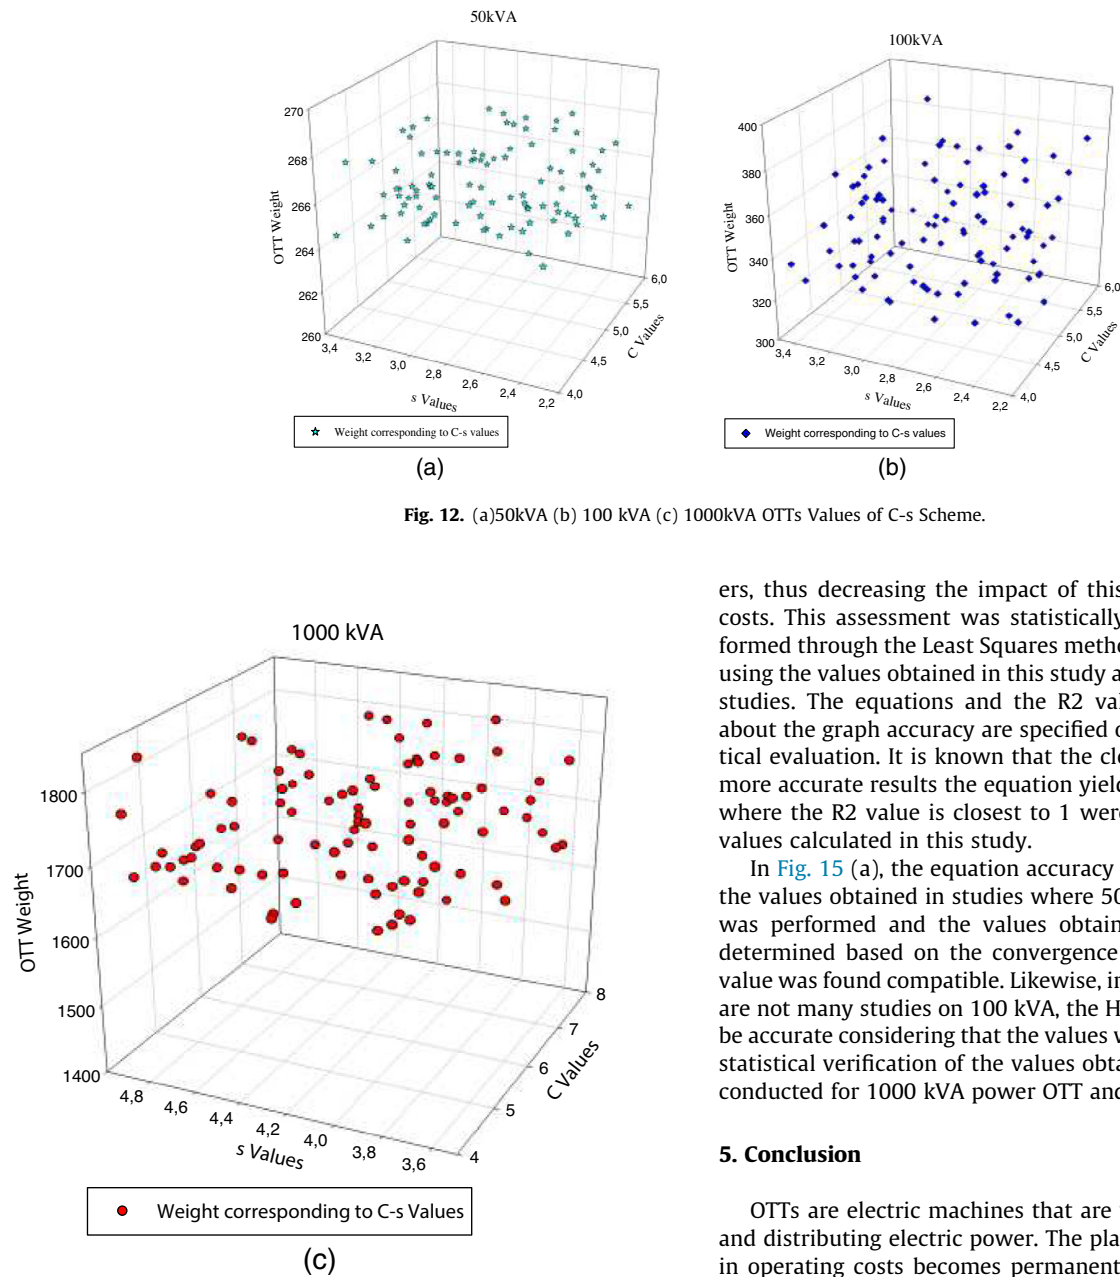 50kVA
270
268
266
264
262
260
OTT Weight
3,4
3,2
3,0
2,8
2,6
2,4
2,2
s Values
4,0
4,5
5,0
5,5
6,0
C Values
Weight corresponding to C-s values
(a)
100kVA
400
380
360
340
320
300
OTT Weight
3,4
3,2
3,0
2,8
2,6
2,4
2,2
s Values
4,0
4,5
5,0
5,5
6,0
C Values
Weight corresponding to C-s values
(b)
Fig. 12. (a)50kVA (b) 100 kVA (c) 1000kVA OTTs Values of C-s Scheme.
1000 kVA
1800
1700
1600
1500
1400
OTT Weight
4,8
4,6
4,4
4,2
4,0
3,8
3,6
s Values
4
5
6
7
8
C Values
Weight corresponding to C-s Values
(c)
ers, thus decreasing the impact of this
costs. This assessment was statistically
formed through the Least Squares metho
using the values obtained in this study a
studies. The equations and the R2 val
about the graph accuracy are specified o
tical evaluation. It is known that the clo
more accurate results the equation yield
where the R2 value is closest to 1 were
values calculated in this study.
In Fig. 15 (a), the equation accuracy
the values obtained in studies where 50
was performed and the values obtain
determined based on the convergence
value was found compatible. Likewise, in
are not many studies on 100 kVA, the H
be accurate considering that the values w
statistical verification of the values obta
conducted for 1000 kVA power OTT and
5. Conclusion
OTTs are electric machines that are
and distributing electric power. The pla
in operating costs becomes permanent